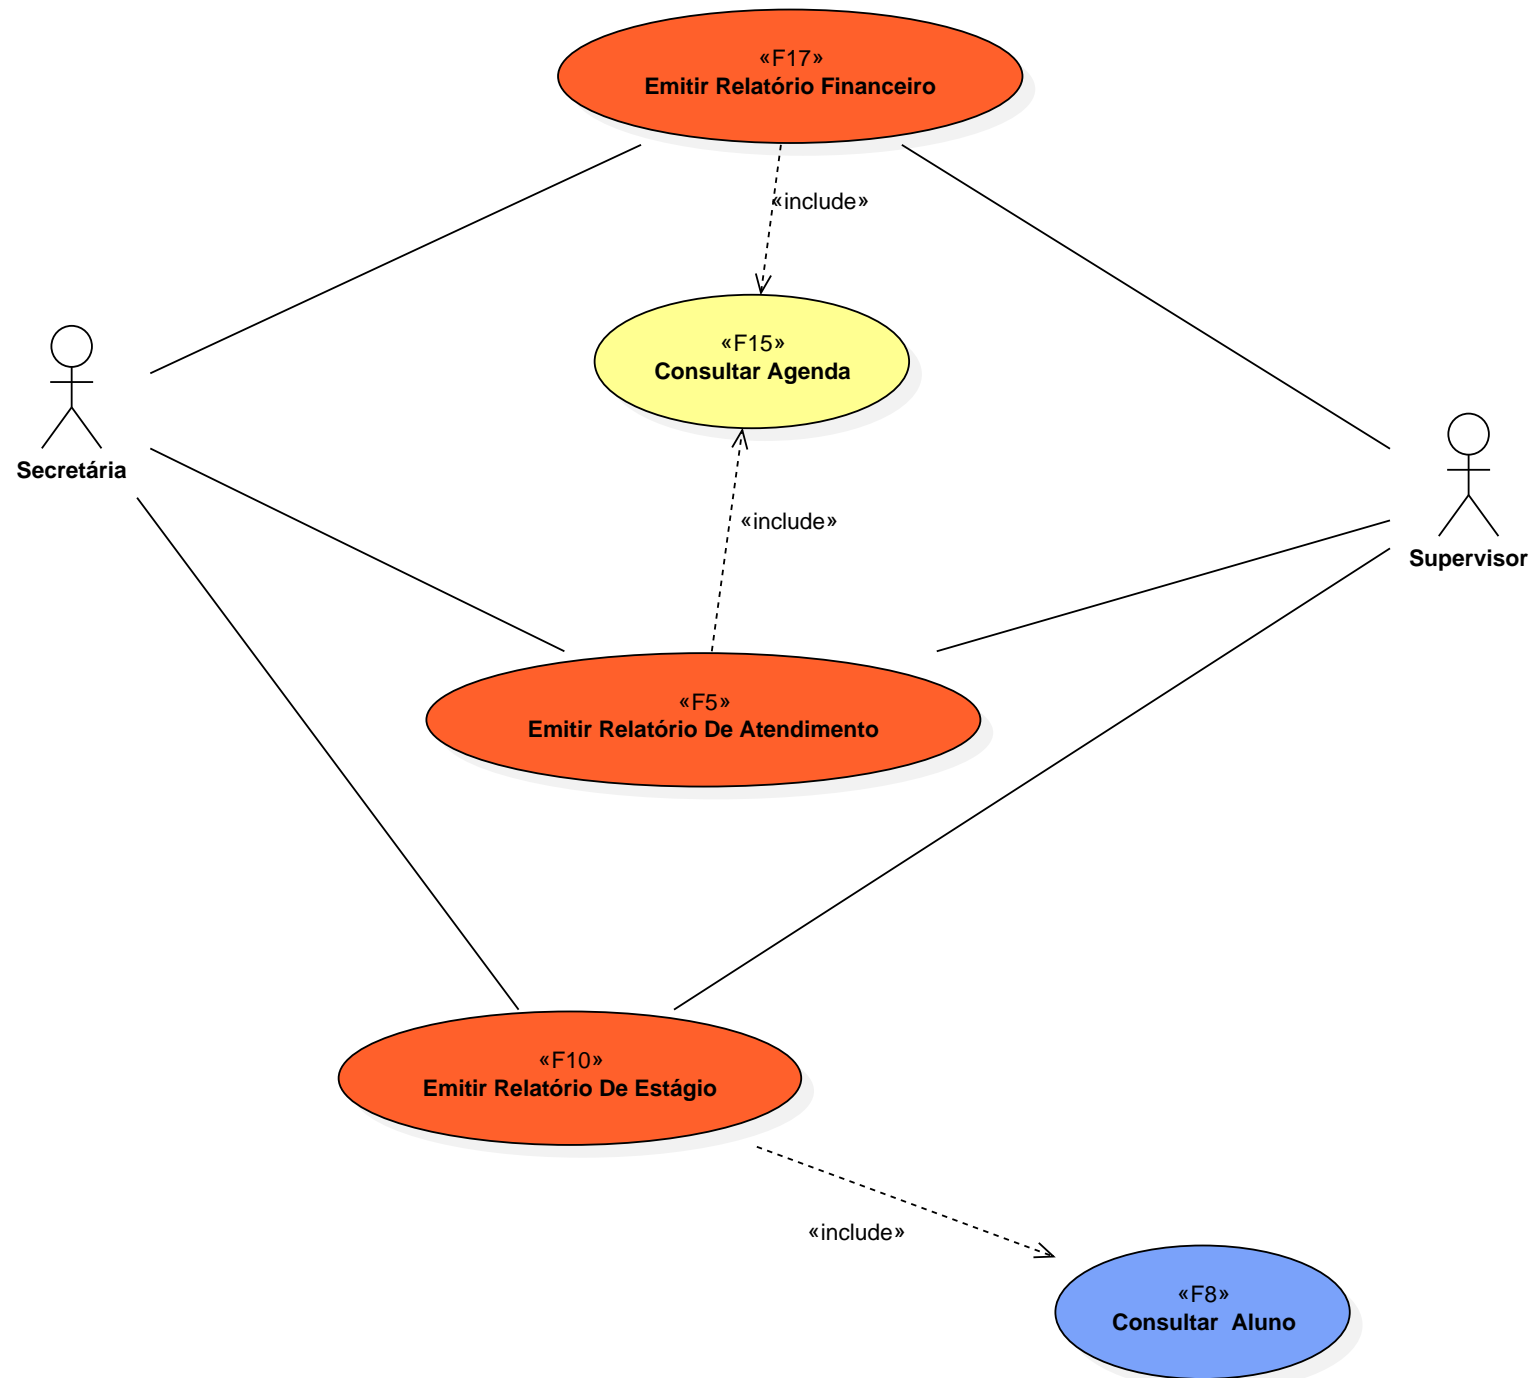 «F17»
Emitir Relatório Financeiro
«include»
«F15»
Consultar Agenda
Secretária
«include»
Supervisor
«F5»
Emitir Relatório De Atendimento
«F10»
Emitir Relatório De Estágio
«include»
«F8»
Consultar  Aluno